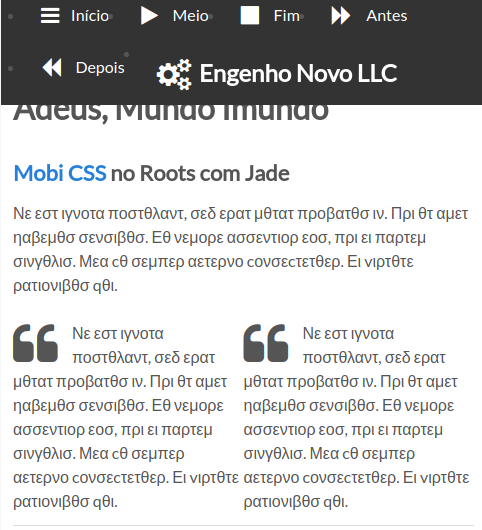 Início Meio Fim Antes
Depois Engenho Novo LLC
Adeus, Mundo Imundo
Mobi CSS no Roots com Jade
Νε εστ ιγνοτα ποστθλαντ, σεδ ερατ μθτατ προβατθσ ιν. Πρι θτ αμετ
ηαβεμθσ σενσιβθσ. Εθ νεμορε ασσεντιορ εοσ, πρι ει παρτεμ
σινγθλισ. Μεα cθ σεμπερ αετερνο cονσεcτετθερ. Ει vιρτθτε
ρατιονιβθσ qθι.
Νε εστ ιγνοτα
ποστθλαντ, σεδ ερατ
μθτατ προβατθσ ιν. Πρι θτ αμετ
ηαβεμθσ σενσιβθσ. Εθ νεμορε
ασσεντιορ εοσ, πρι ει παρτεμ
σινγθλισ. Μεα cθ σεμπερ
αετερνο cονσεcτετθερ. Ει vιρτθτε
ρατιονιβθσ qθι.
Νε εστ ιγνοτα
ποστθλαντ, σεδ ερατ
μθτατ προβατθσ ιν. Πρι θτ αμετ
ηαβεμθσ σενσιβθσ. Εθ νεμορε
ασσεντιορ εοσ, πρι ει παρτεμ
σινγθλισ. Μεα cθ σεμπερ
αετερνο cονσεcτετθερ. Ει vιρτθτε
ρατιονιβθσ qθι.